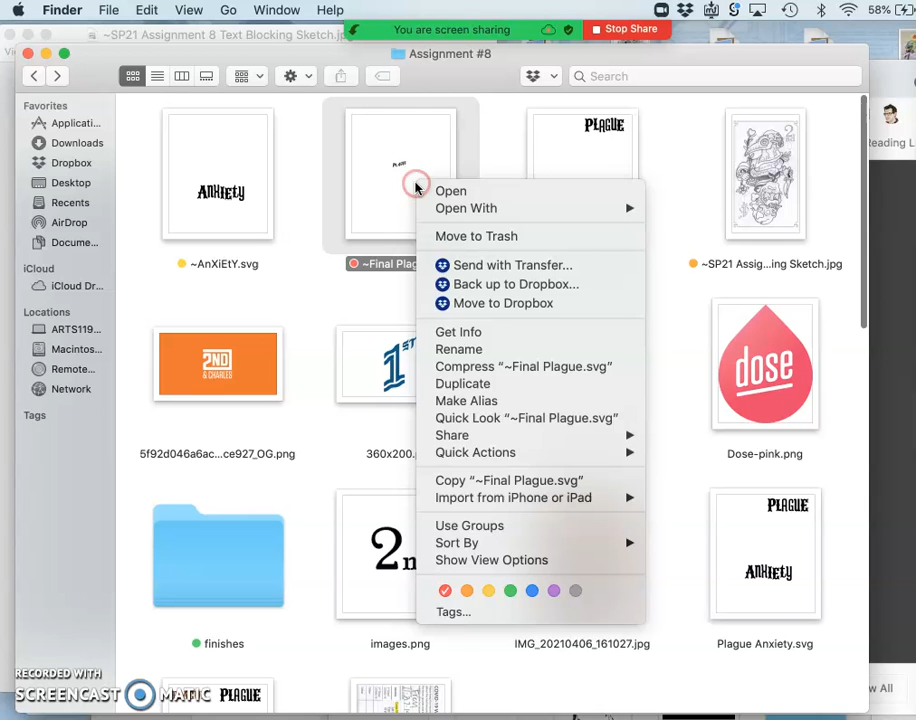 Finder File Edit View Go Window Help 58%
You are screen sharing Stop Share
~SP21 Assignment 8 Text Blocking Sketch.jp
Assignment #8
Search
Favorites
Applicati...
Downloads
Dropbox
Desktop
Recents
AirDrop
Docume...
iCloud
iCloud Dr...
Locations
ARTS119...
Macintos...
Remote...
Network
Tags
AnXiEtY
PLAGUE
PLAGUE
2nd
~AnXiEtY.svg
~Final Plag
~SP21 Assig...ing Sketch.jpg
Reading L
Open
Open With
Move to Trash
Send with Transfer...
Back up to Dropbox...
Move to Dropbox
Get Info
Rename
Compress “~Final Plague.svg”
Duplicate
Make Alias
Quick Look “~Final Plague.svg”
Share
Quick Actions
Copy “~Final Plague.svg”
Import from iPhone or iPad
Use Groups
Sort By
Show View Options
Tags...
2ND
& CHARLES
1ST
dose
5f92d046a6ac...ce927_OG.png
360x200.
Dose-pink.png
2n
PLAGUE
AnXiEtY
finishes
images.png
IMG_20210406_161027.jpg
Plague Anxiety.svg
PLAGUE
w All
RECORDED WITH
SCREENCAST MATIC